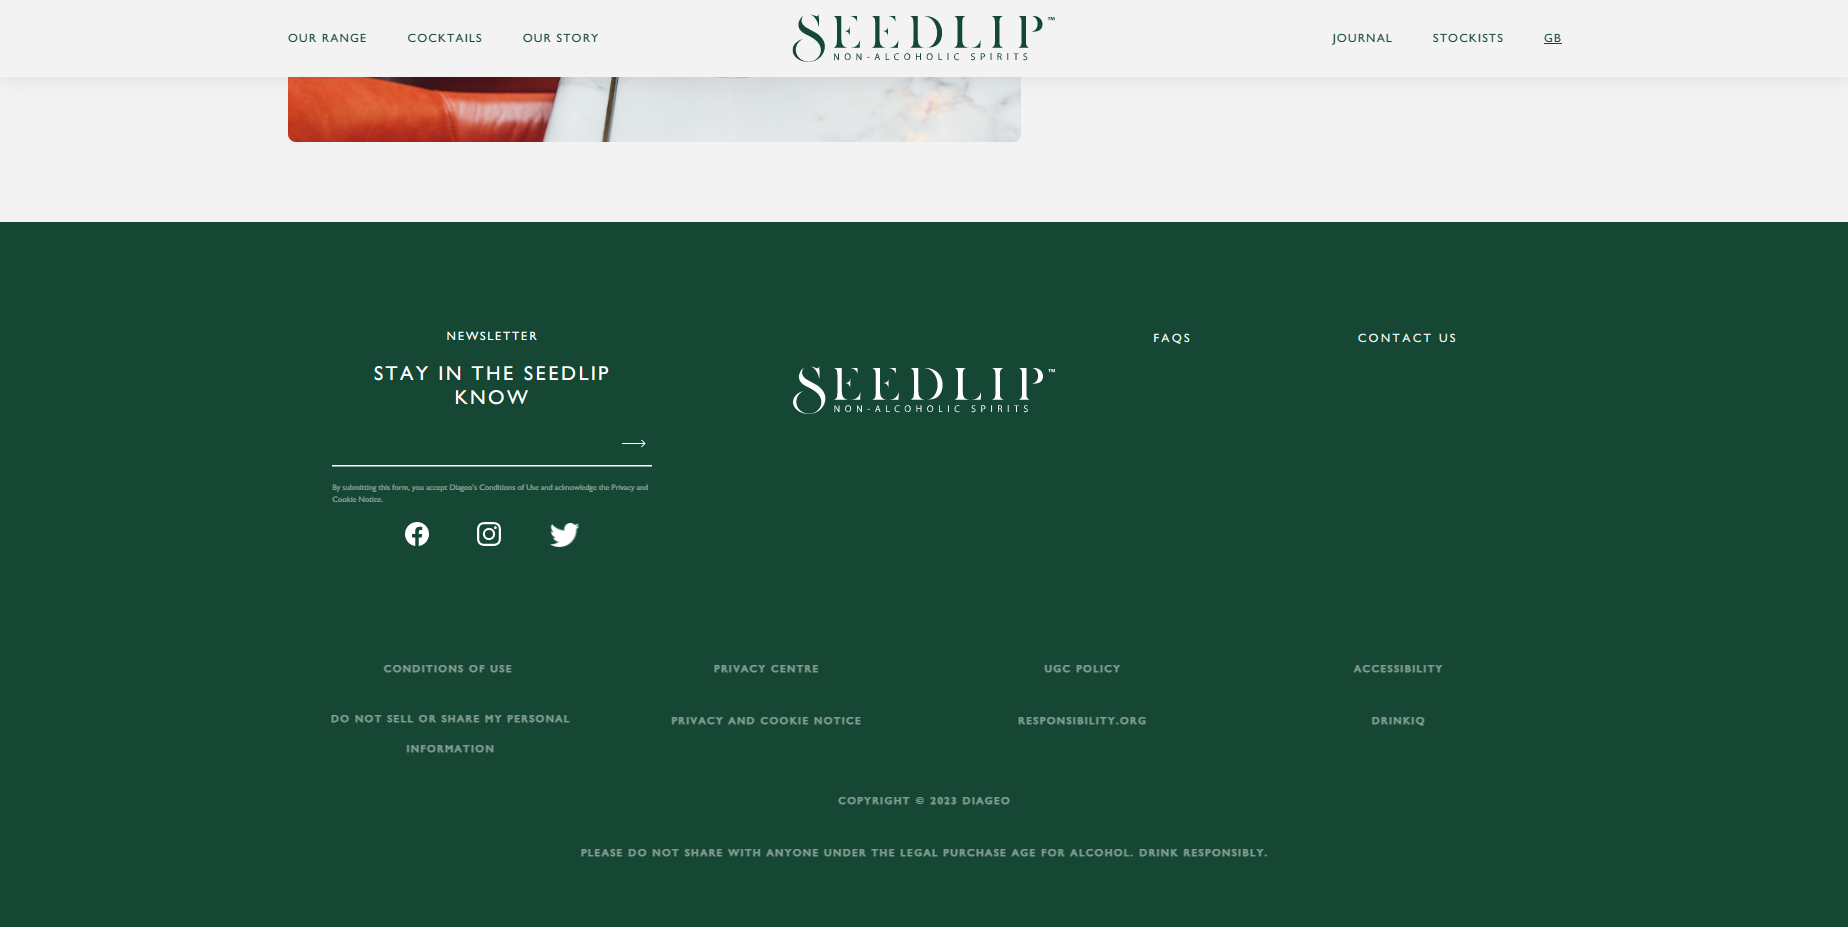 OUR RANGE
COCKTAILS
OUR STORY
SEEDLIP™
NON-ALCOHOLIC SPIRITS
JOURNAL
STOCKISTS
GB
NEWSLETTER
STAY IN THE SEEDLIP
KNOW
By submitting this form, you accept Diageo's Conditions of Use and acknowledge the Privacy and
Cookie Notice.
SEEDLIP™
NON-ALCOHOLIC SPIRITS
FAQS
CONTACT US
CONDITIONS OF USE
PRIVACY CENTRE
UGC POLICY
ACCESSIBILITY
DO NOT SELL OR SHARE MY PERSONAL
INFORMATION
PRIVACY AND COOKIE NOTICE
RESPONSIBILITY.ORG
DRINKIQ
COPYRIGHT © 2023 DIAGEO
PLEASE DO NOT SHARE WITH ANYONE UNDER THE LEGAL PURCHASE AGE FOR ALCOHOL. DRINK RESPONSIBLY.